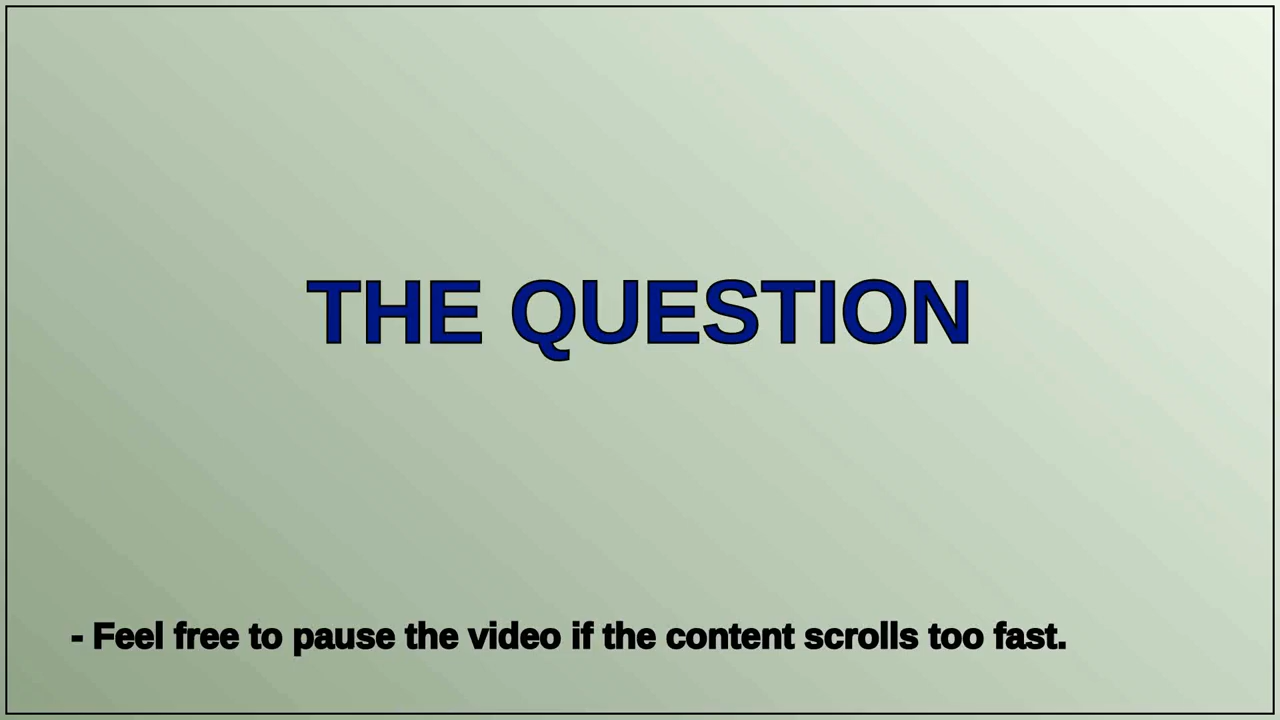 THE QUESTION
- Feel free to pause the video if the content scrolls too fast.